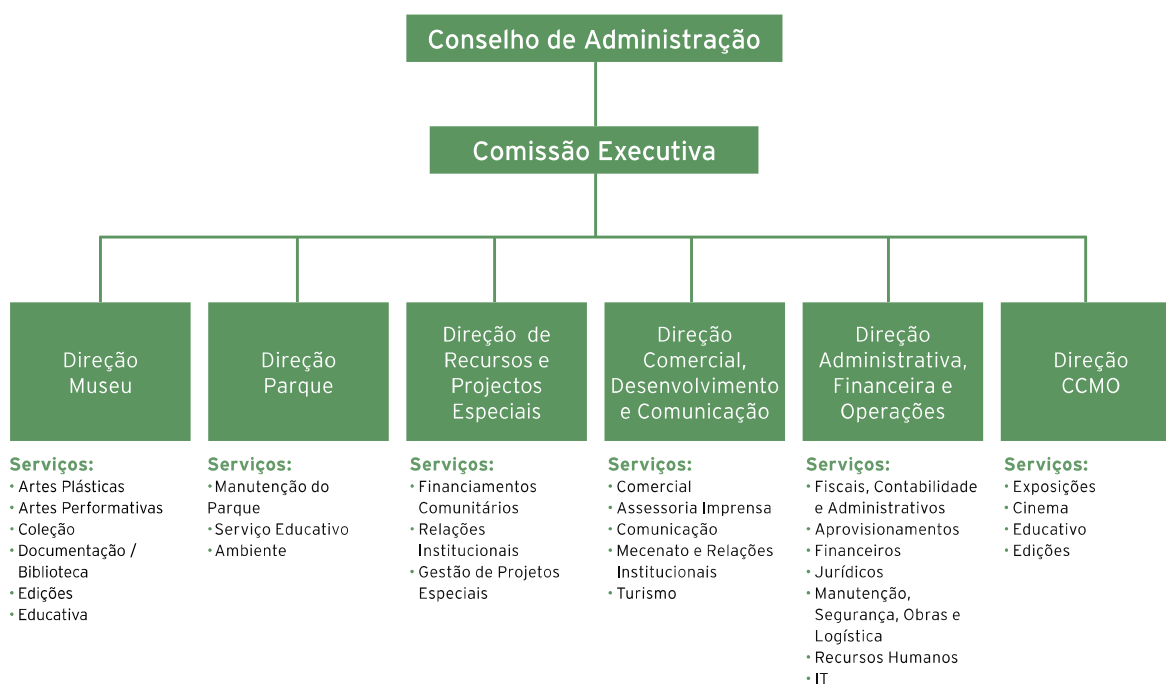 Conselho de Administração
Comissão Executiva
Direção
Museu
Direção
Parque
Direção de
Recursos e
Projectos
Especiais
Direção
Comercial,
Desenvolvimento
e Comunicação
Direção
Administrativa,
Financeira e
Operações
Direção
CCMO
Serviços:
• Artes Plásticas
• Artes Performativas
• Coleção
• Documentação /
Biblioteca
• Edições
• Educativa
Serviços:
• Manutenção do
Parque
• Serviço Educativo
• Ambiente
Serviços:
• Financiamentos
Comunitários
• Relações
Institucionais
• Gestão de Projetos
Especiais
Serviços:
• Comercial
• Assessoria Imprensa
• Comunicação
• Mecenato e Relações
Institucionais
• Turismo
Serviços:
• Fiscais, Contabilidade
e Administrativos
• Aprovisionamentos
• Financeiros
• Jurídicos
• Manutenção,
Segurança, Obras e
Logística
• Recursos Humanos
• IT
Serviços:
• Exposições
• Cinema
• Educativo
• Edições